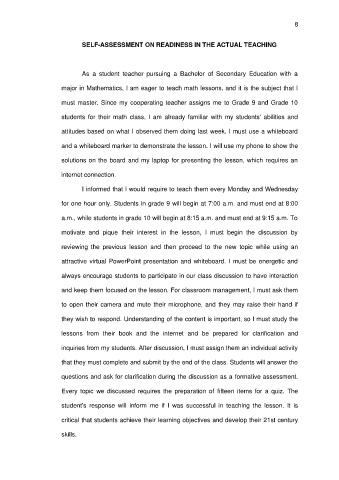 8
SELF-ASSESSMENT ON READINESS IN THE ACTUAL TEACHING
As a student teacher pursuing a Bachelor of Secondary Education with a
major in Mathematics, I am eager to teach math lessons, and it is the subject that I
must master. Since my cooperating teacher assigns me to Grade 9 and Grade 10
students for their math class, I am already familiar with my students' abilities and
attitudes based on what I observed them doing last week. I must use a whiteboard
and a whiteboard marker to demonstrate the lesson. I will use my phone to show the
solutions on the board and my laptop for presenting the lesson, which requires an
internet connection.
I informed that I would require to teach them every Monday and Wednesday
for one hour only. Students in grade 9 will begin at 7:00 a.m. and must end at 8:00
a.m., while students in grade 10 will begin at 8:15 a.m. and must end at 9:15 a.m. To
motivate and pique their interest in the lesson, I must begin the discussion by
reviewing the previous lesson and then proceed to the new topic while using an
attractive virtual PowerPoint presentation and whiteboard. I must be energetic and
always encourage students to participate in our class discussion to have interaction
and keep them focused on the lesson. For classroom management, I must ask them
to open their camera and mute their microphone, and they may raise their hand if
they wish to respond. Understanding of the content is important, so I must study the
lessons from their book and the internet and be prepared for clarification and
inquiries from my students. After discussion, I must assign them an individual activity
that they must complete and submit by the end of the class. Students will answer the
questions and ask for clarification during the discussion as a formative assessment.
Every topic we discussed requires the preparation of fifteen items for a quiz. The
student's response will inform me if I was successful in teaching the lesson. It is
critical that students achieve their learning objectives and develop their 21st century
skills.